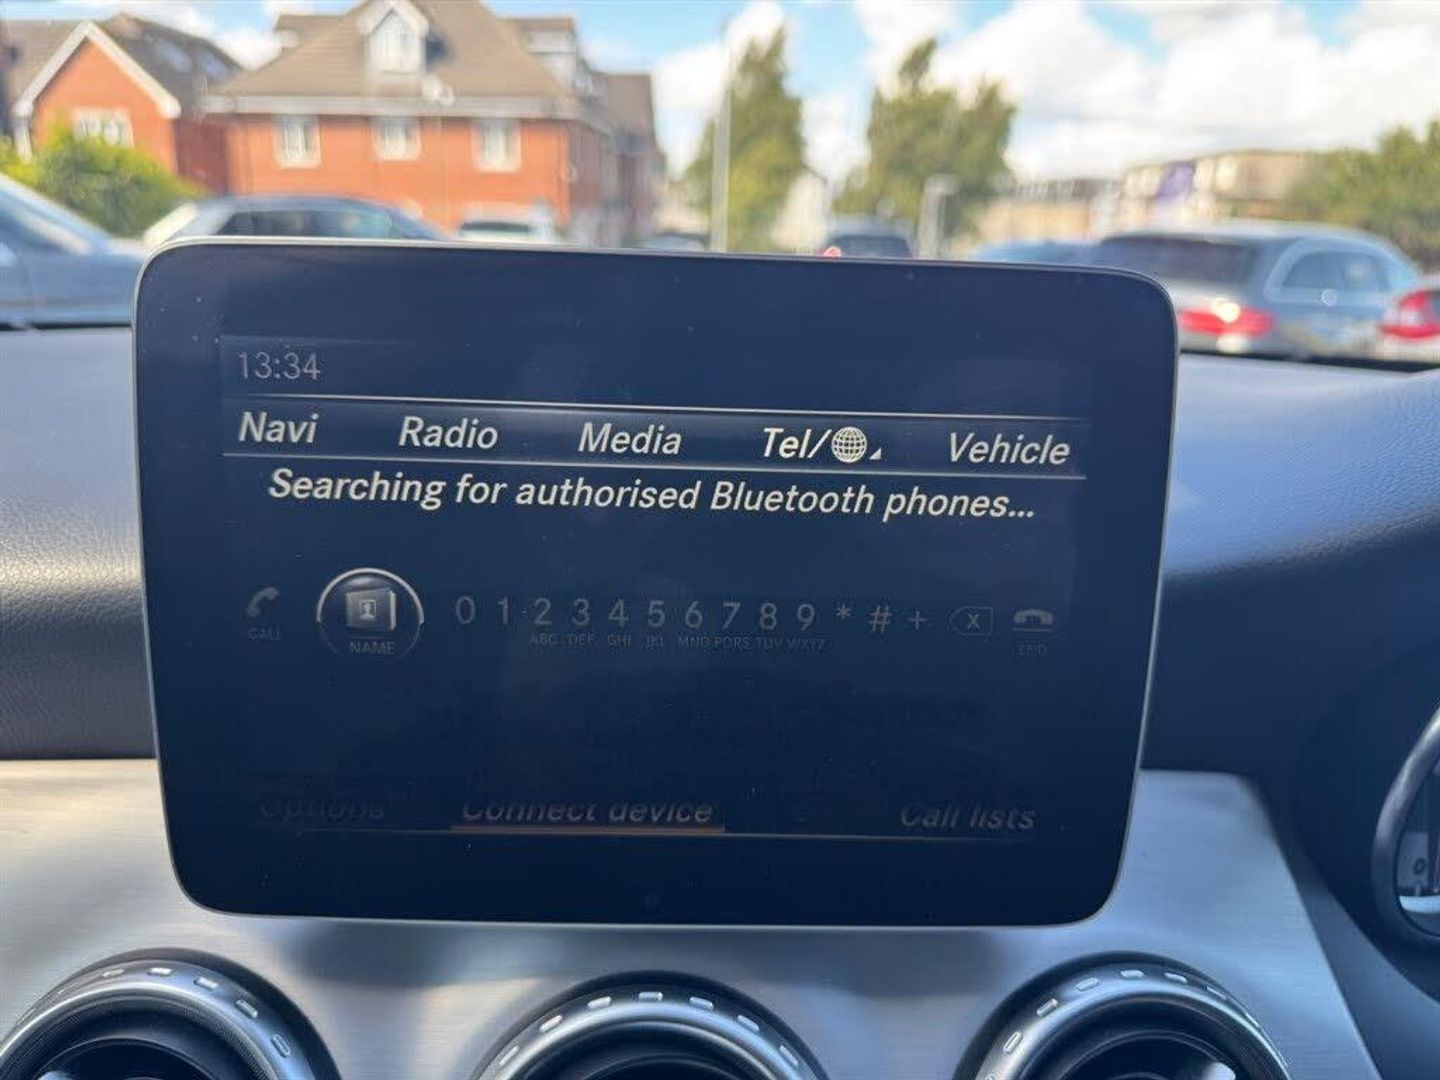 13:34
Navi Radio Media Tel/ Vehicle
Searching for authorised Bluetooth phones...
0 1 2 3 4 5 6 7 8 9 * # + X
CALL NAME ABC DEF GHI JKL MNO PQRS TUV WXYZ END
Options Connect device Call lists